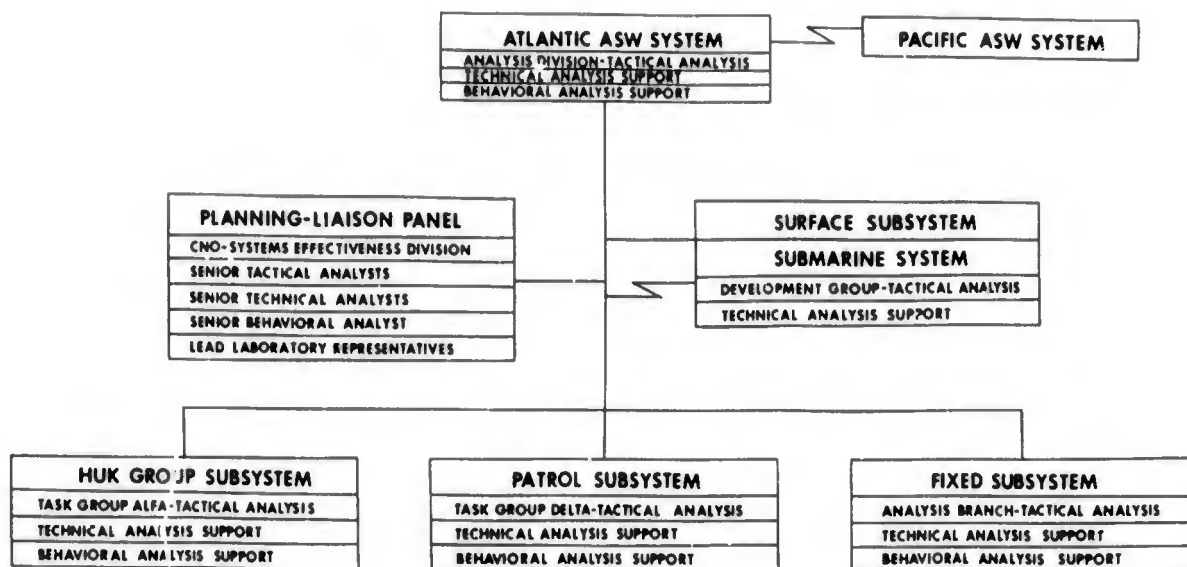 ATLANTIC ASW SYSTEM
ANALYSIS DIVISION-TACTICAL ANALYSIS
TECHNICAL ANALYSIS SUPPORT
BEHAVIORAL ANALYSIS SUPPORT
PACIFIC ASW SYSTEM
PLANNING-LIAISON PANEL
CNO-SYSTEMS EFFECTIVENESS DIVISION
SENIOR TACTICAL ANALYSTS
SENIOR TECHNICAL ANALYSTS
SENIOR BEHAVIORAL ANALYST
LEAD LABORATORY REPRESENTATIVES
SURFACE SUBSYSTEM
SUBMARINE SYSTEM
DEVELOPMENT GROUP-TACTICAL ANALYSIS
TECHNICAL ANALYSIS SUPPORT
HUK GROUP SUBSYSTEM
TASK GROUP ALFA-TACTICAL ANALYSIS
TECHNICAL ANALYSIS SUPPORT
BEHAVIORAL ANALYSIS SUPPORT
PATROL SUBSYSTEM
TASK GROUP DELTA-TACTICAL ANALYSIS
TECHNICAL ANALYSIS SUPPORT
BEHAVIORAL ANALYSIS SUPPORT
FIXED SUBSYSTEM
ANALYSIS BRANCH-TACTICAL ANALYSIS
TECHNICAL ANALYSIS SUPPORT
BEHAVIORAL ANALYSIS SUPPORT